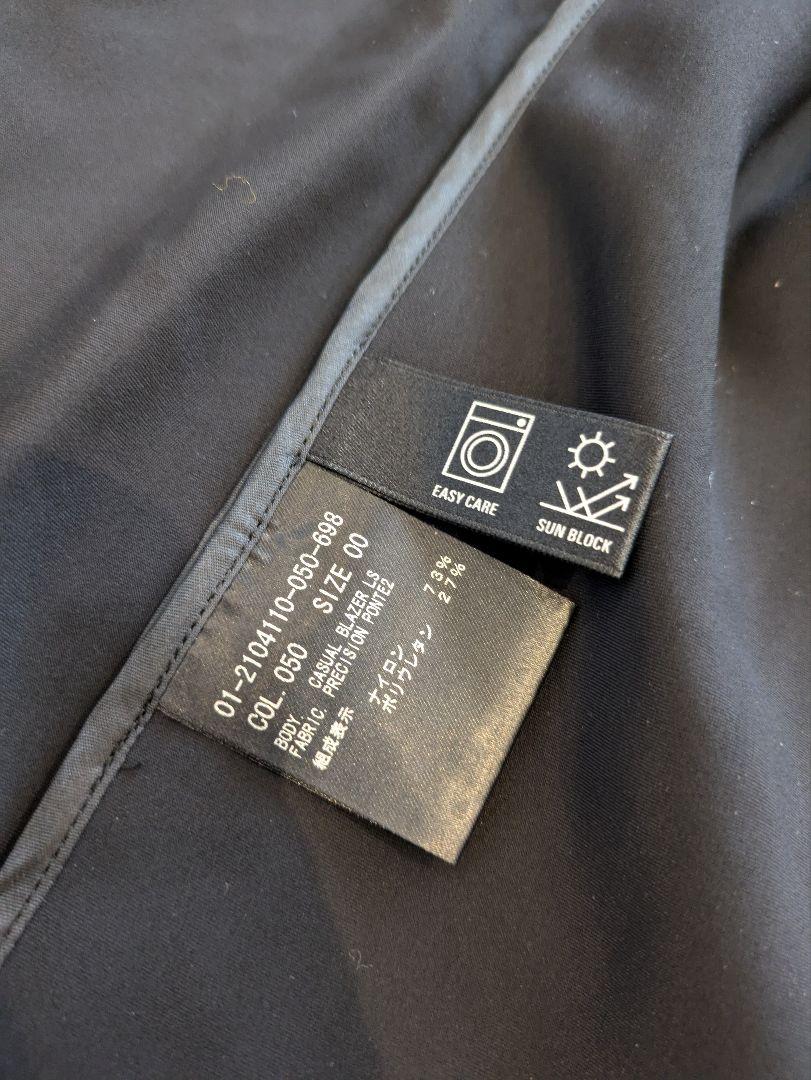 EASY CARE
SUN BLOCK
01-2104110-050-698
COL. 050 SIZE 00
BODY. CASUAL BLAZER LS
FABRIC. PRECISION PONTE2
組成表示 ナイロン 73%
ポリウレタン 27%